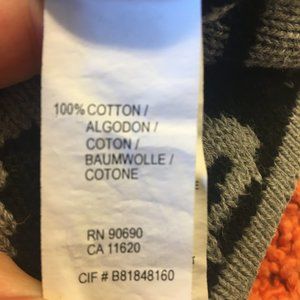 100% COTTON /
ALGODON /
COTON /
BAUMWOLLE /
COTONE
RN 90690
CA 11620
CIF # B81848160